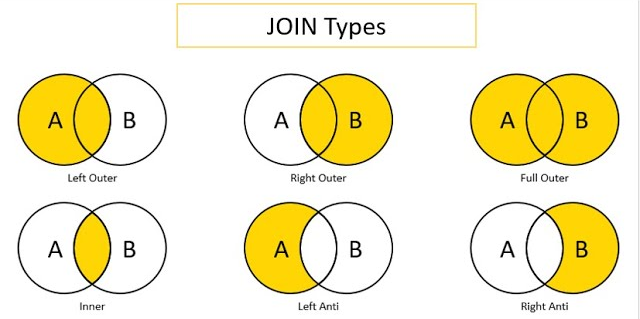 JOIN Types
A B
A B
A B
Left Outer
Right Outer
Full Outer
A B
A B
A B
Inner
Left Anti
Right Anti